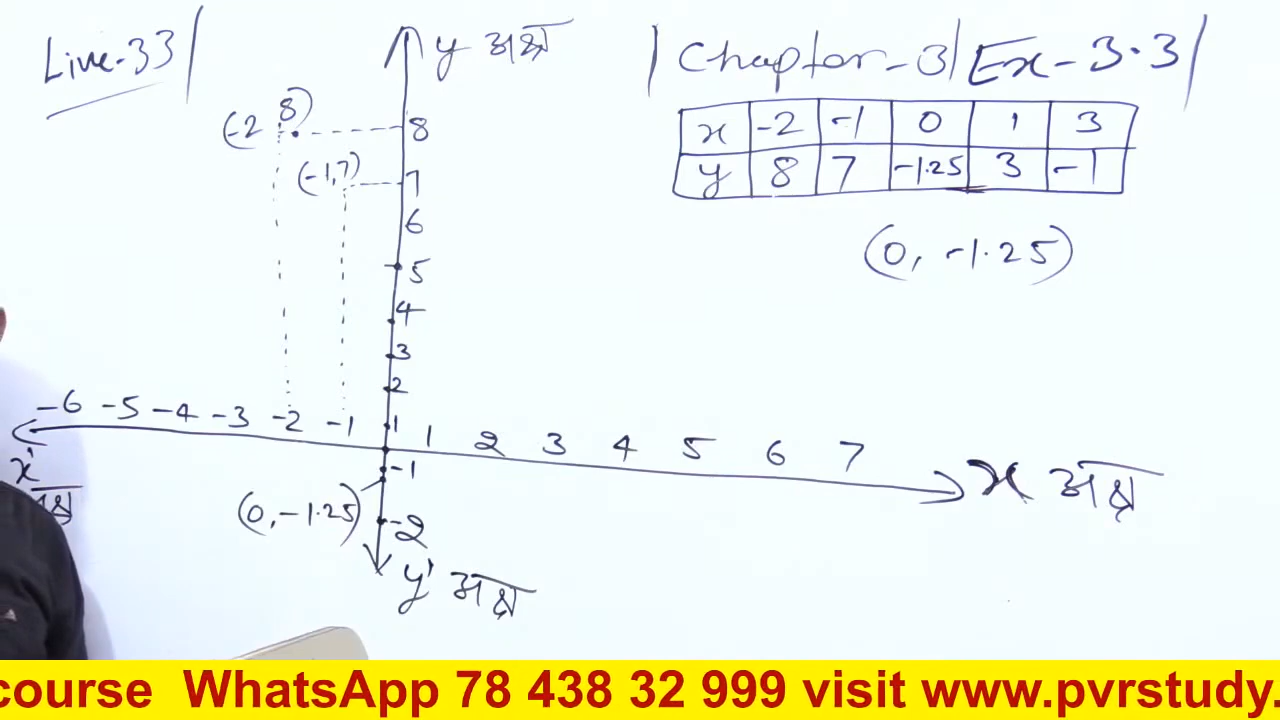 Live-33
y अक्ष
Chapter-3 Ex-3.3
x -2 -1 0 1 3
y 8 7 -1.25 3 -1
(0, -1.25)
(-2 8)
8
(-1,7)
7
6
5
4
3
2
1
-6 -5 -4 -3 -2 -1 1 2 3 4 5 6 7
x' अक्ष
x अक्ष
-1
(0, -1.25)
-2
y' अक्ष
course WhatsApp 78 438 32 999 visit www.pvrstudy.